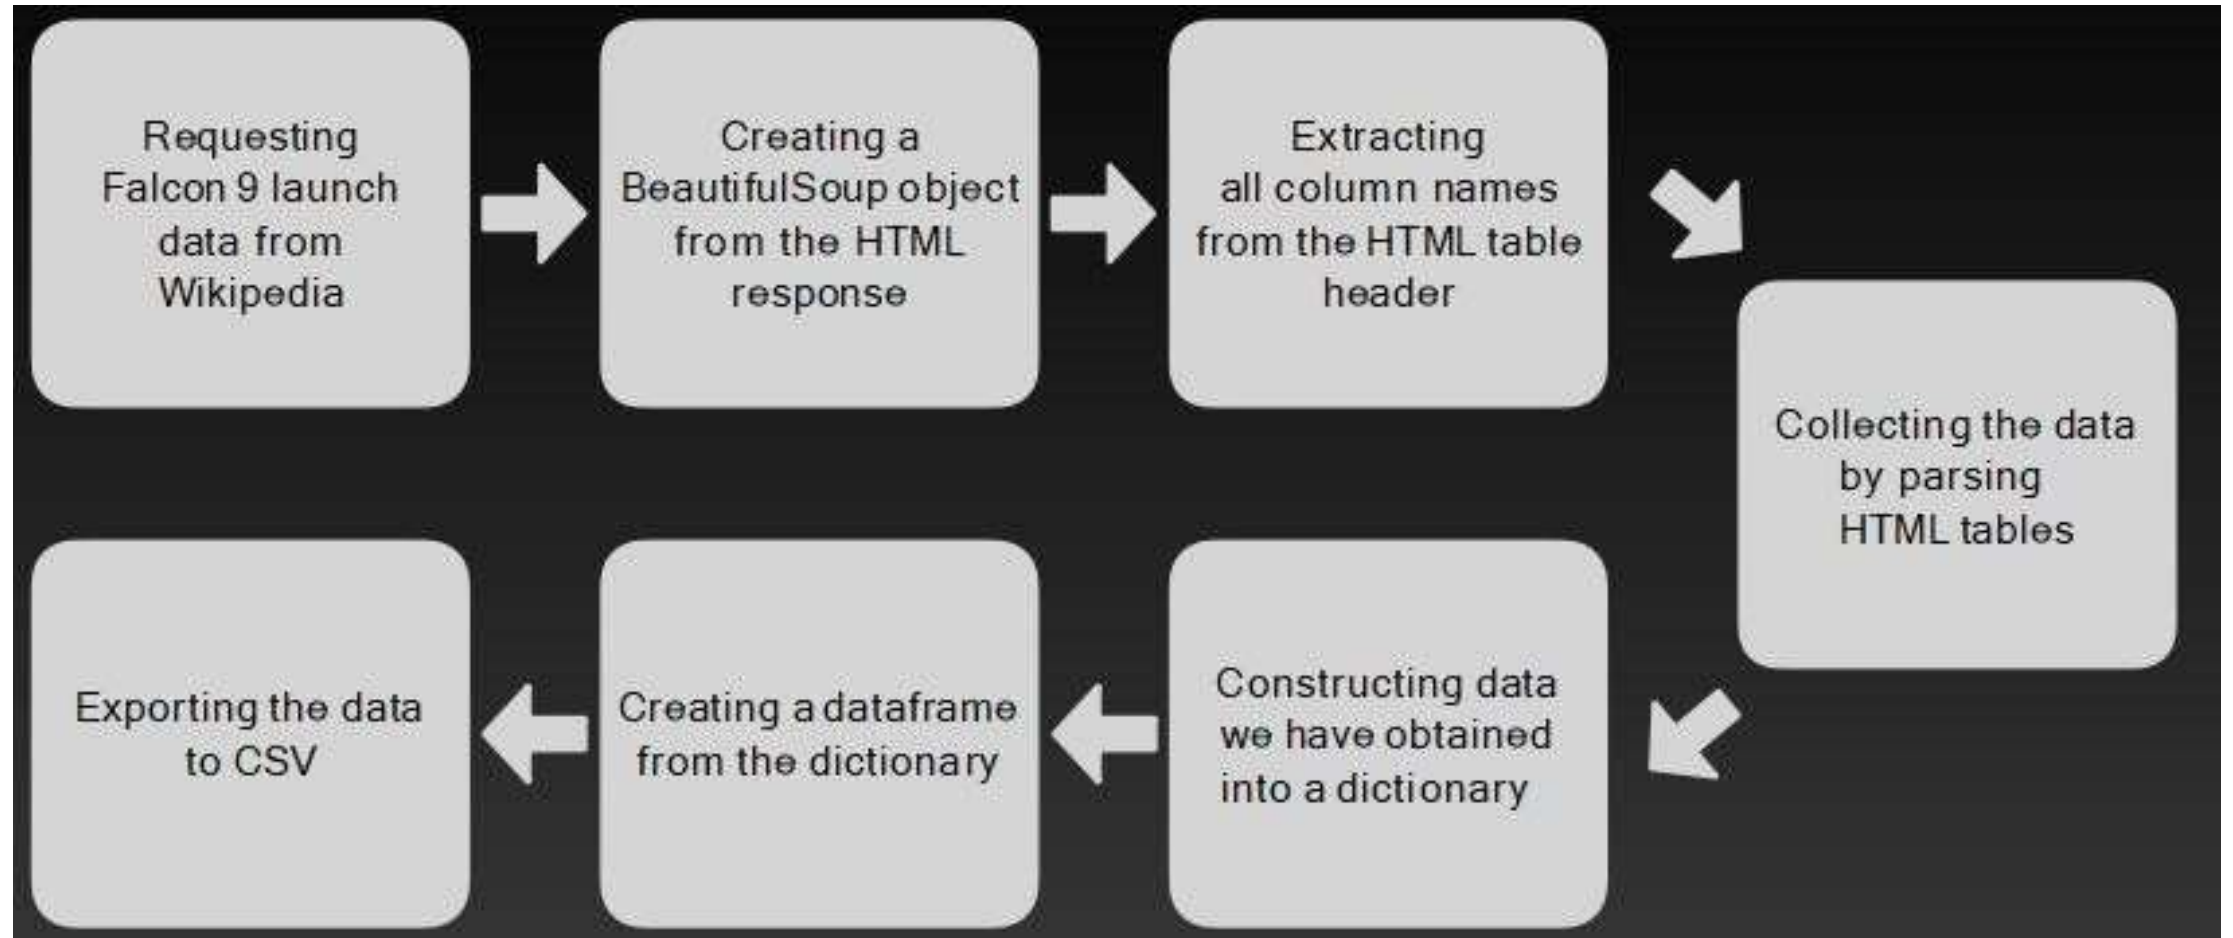 Requesting
Falcon 9 launch
data from
Wikipedia
Creating a
BeautifulSoup object
from the HTML
response
Extracting
all column names
from the HTML table
header
Collecting the data
by parsing
HTML tables
Constructing data
we have obtained
into a dictionary
Creating a dataframe
from the dictionary
Exporting the data
to CSV